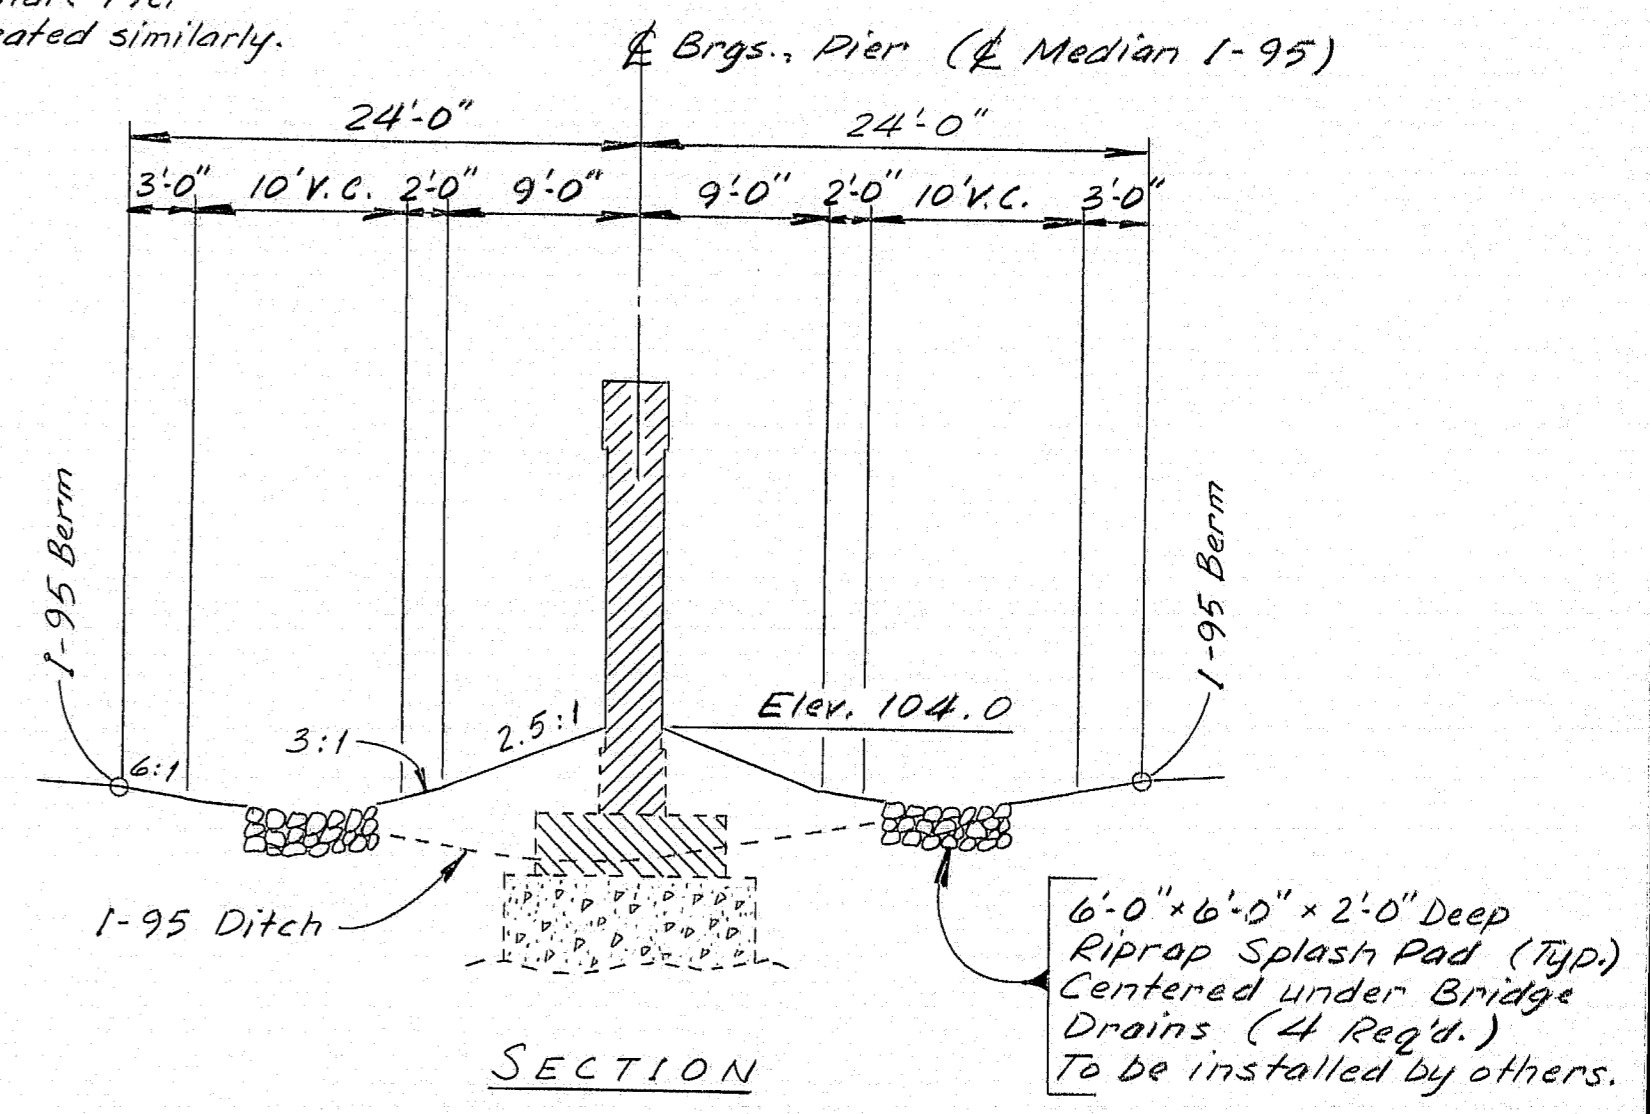 eated similarly.
℄ Brgs., Pier (℄ Median I-95)
24'-0" 24'-0"
3'-0" 10' V.C. 2'-0" 9'-0" 9'-0" 2'-0" 10' V.C. 3'-0"
I-95 Berm
I-95 Berm
Elev. 104.0
2.5:1
3:1
6:1
I-95 Ditch
6'-0" × 6'-0" × 2'-0" Deep
Riprap Splash Pad (Typ.)
Centered under Bridge
Drains (4 Req'd.)
To be installed by others.
SECTION